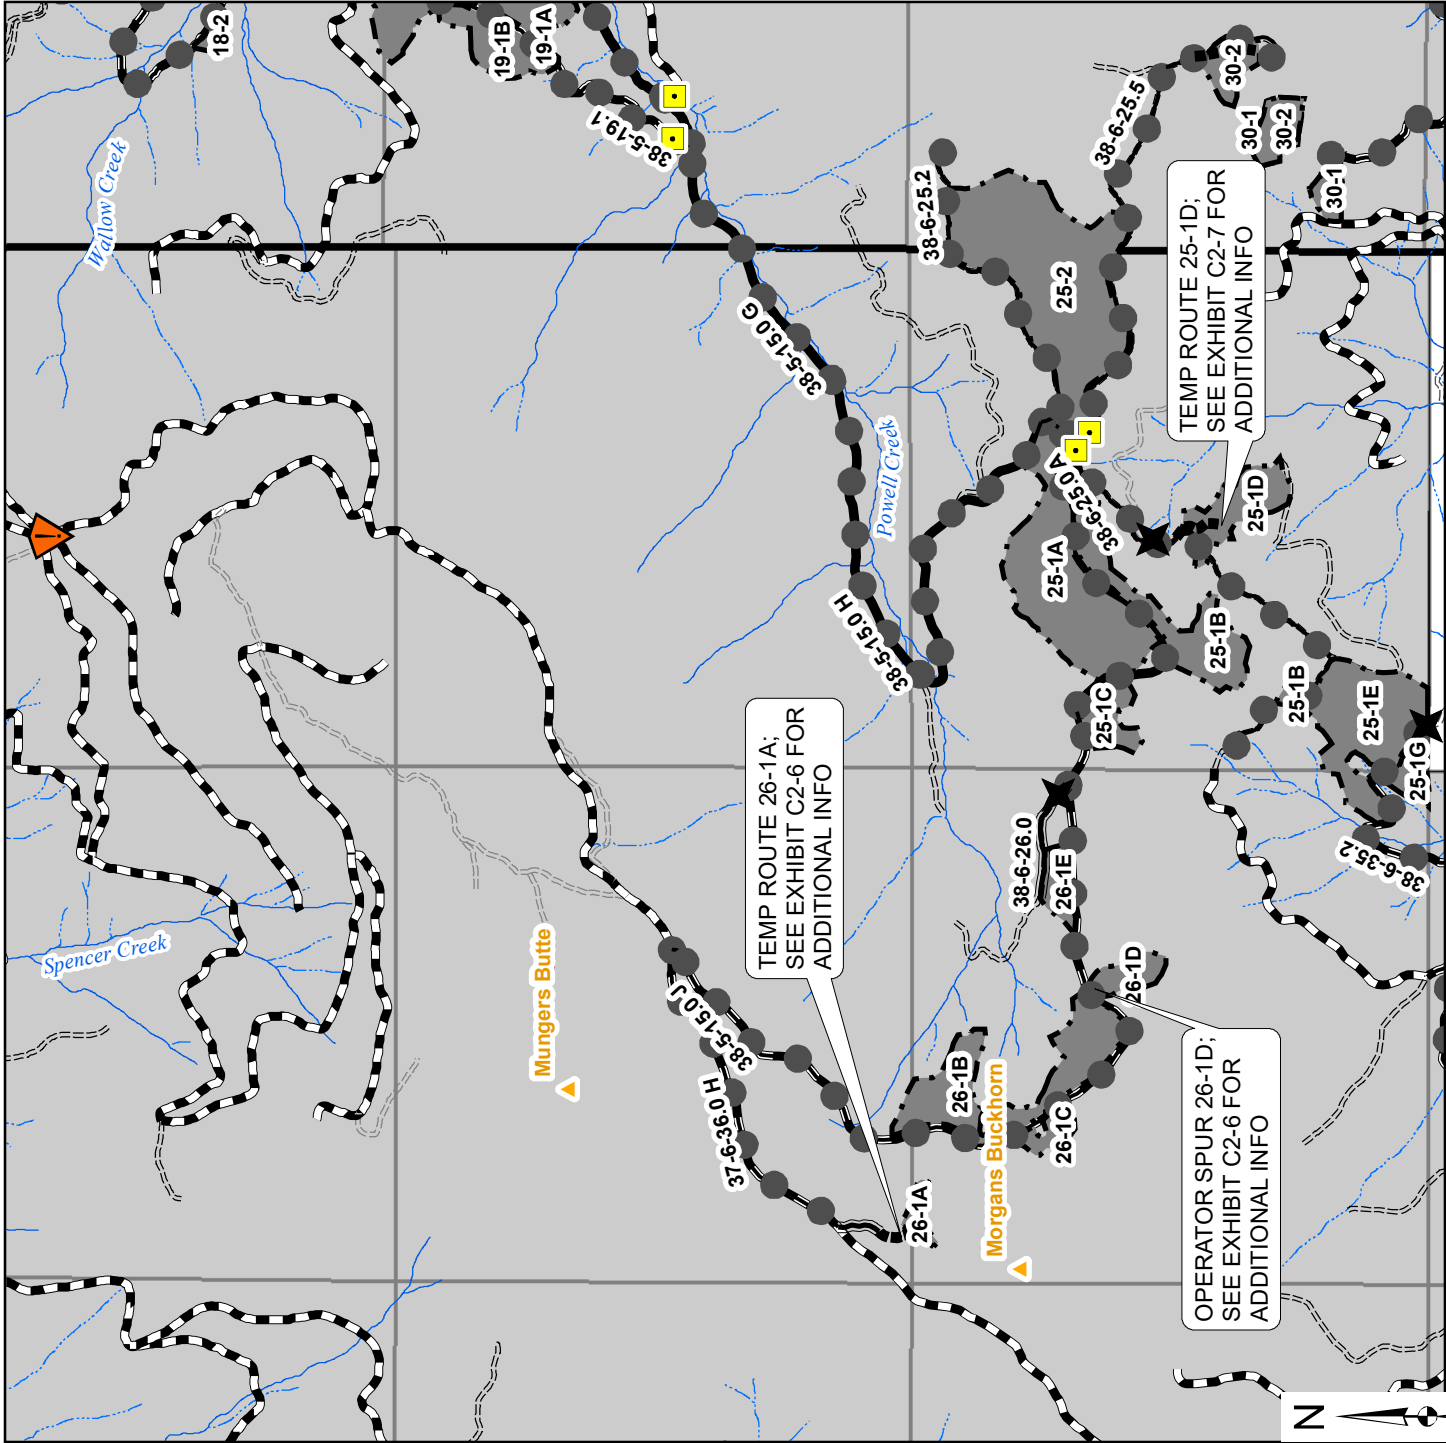 18-2
Wallow Creek
19-1B
19-1A
38-5-19.1
38-5-15.0 G
38-6-25.2
25-2
38-6-25.5
30-2
30-1
30-2
30-1
TEMP ROUTE 25-1D;
SEE EXHIBIT C2-7 FOR
ADDITIONAL INFO
Powell Creek
38-6-25.0 A
25-1A
25-1D
38-5-15.0 H
25-1B
25-1B
25-1C
25-1E
25-1G
38-6-35.2
TEMP ROUTE 26-1A;
SEE EXHIBIT C2-6 FOR
ADDITIONAL INFO
38-6-26.0
26-1E
Spencer Creek
Mungers Butte
38-5-15.0 J
37-6-36.0 H
26-1D
26-1B
26-1C
Morgans Buckhorn
26-1A
OPERATOR SPUR 26-1D;
SEE EXHIBIT C2-6 FOR
ADDITIONAL INFO
N
!